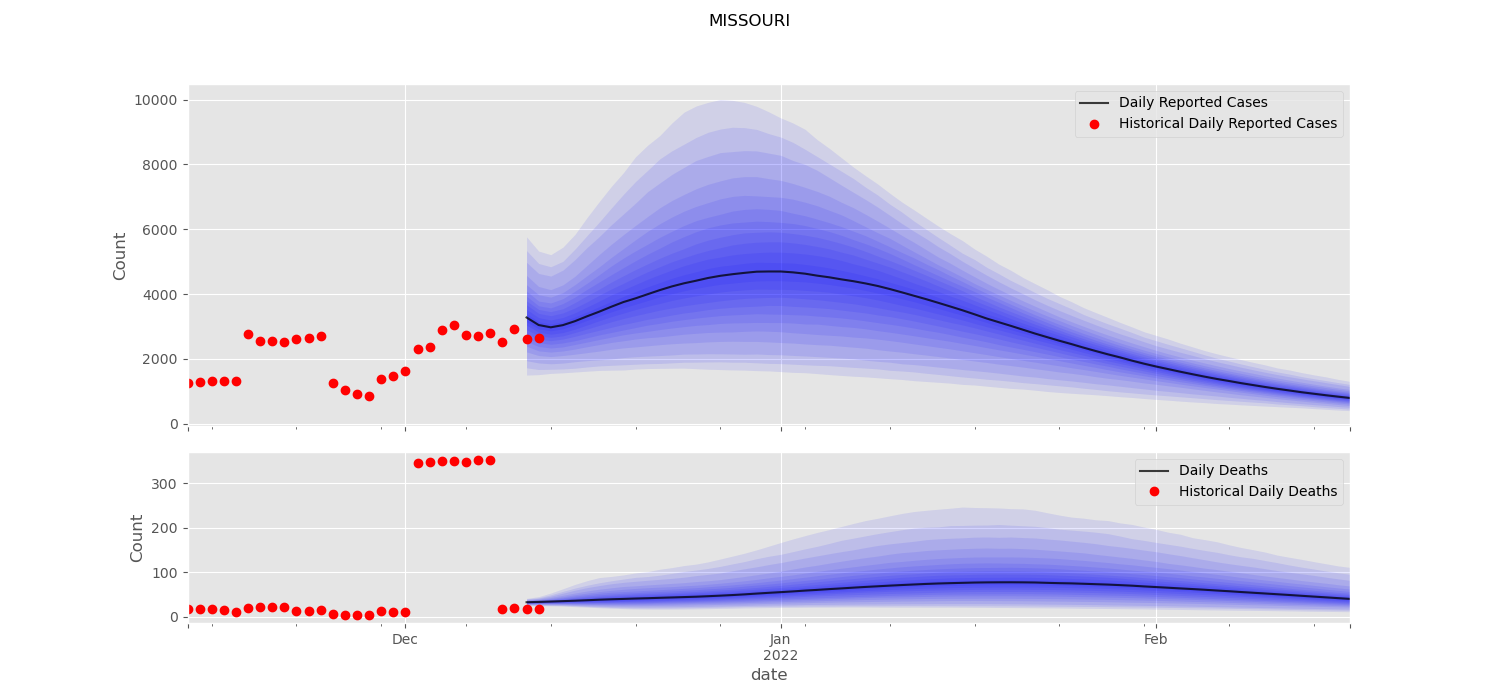 MISSOURI
10000
8000
6000
4000
2000
0
Count
Daily Reported Cases
Historical Daily Reported Cases
300
200
100
0
Count
Daily Deaths
Historical Daily Deaths
Dec
Jan
2022
Feb
date